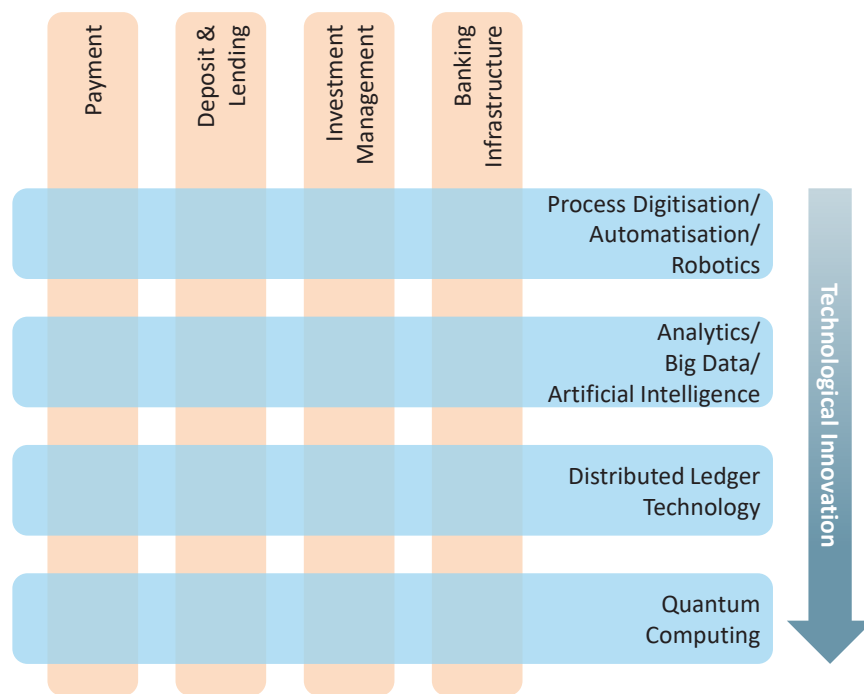 Payment
Deposit &
Lending
Investment
Management
Banking
Infrastructure
Process Digitisation/
Automatisation/
Robotics
Analytics/
Big Data/
Artificial Intelligence
Distributed Ledger
Technology
Quantum
Computing
Technological Innovation